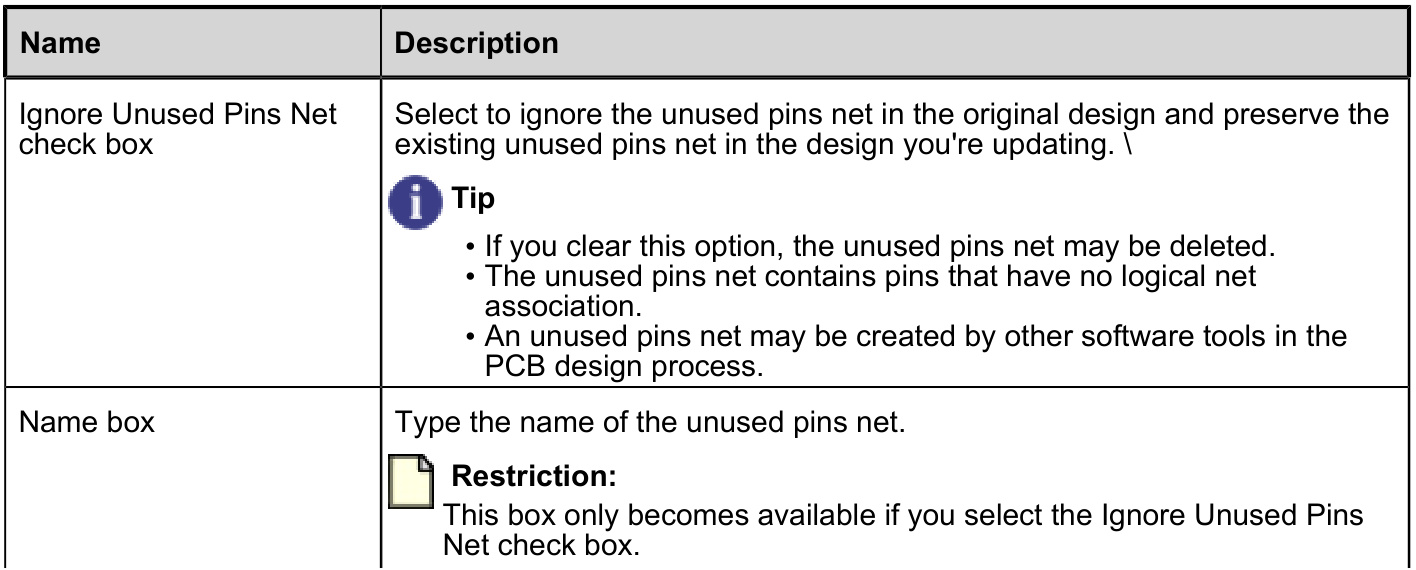 Name
Description
Ignore Unused Pins Net
check box
Select to ignore the unused pins net in the original design and preserve the
existing unused pins net in the design you're updating. \
i
Tip
• If you clear this option, the unused pins net may be deleted.
• The unused pins net contains pins that have no logical net
association.
• An unused pins net may be created by other software tools in the
PCB design process.
Name box
Type the name of the unused pins net.
Restriction:
This box only becomes available if you select the Ignore Unused Pins
Net check box.